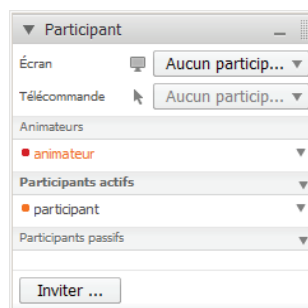 Participant
Écran Aucun particip...
Télécommande Aucun particip...
Animateurs
animateur
Participants actifs
participant
Participants passifs
Inviter ...